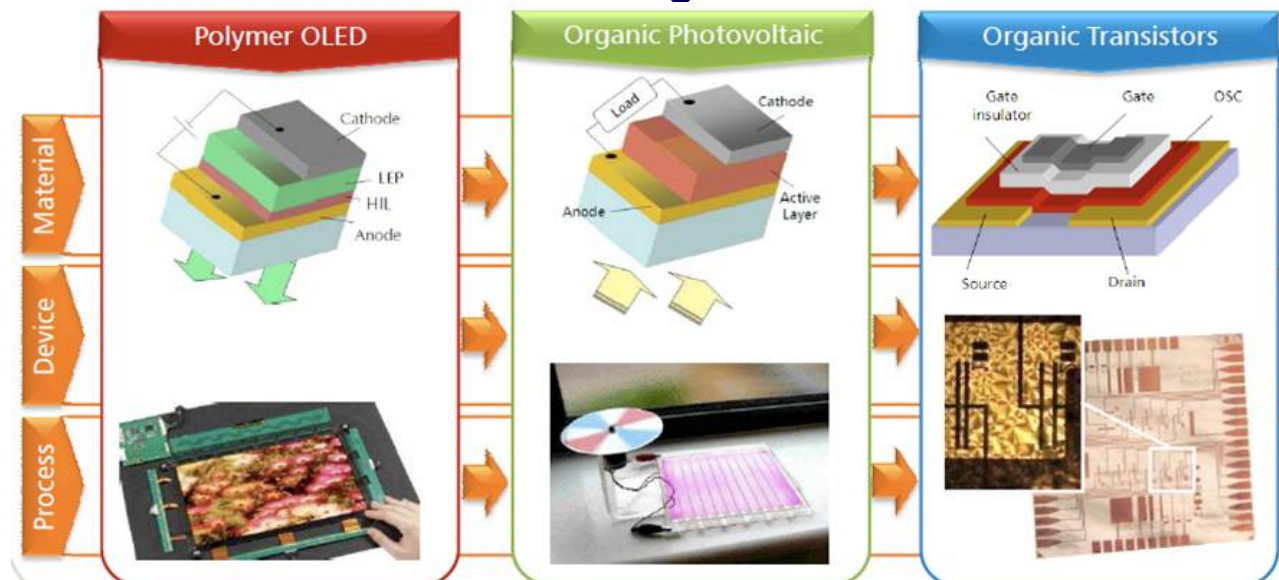 Polymer OLED
Organic Photovoltaic
Organic Transistors
Material
Device
Process
Cathode
LEP
HIL
Anode
Load
Cathode
Anode
Active
Layer
Gate
insulator
Gate
OSC
Source
Drain